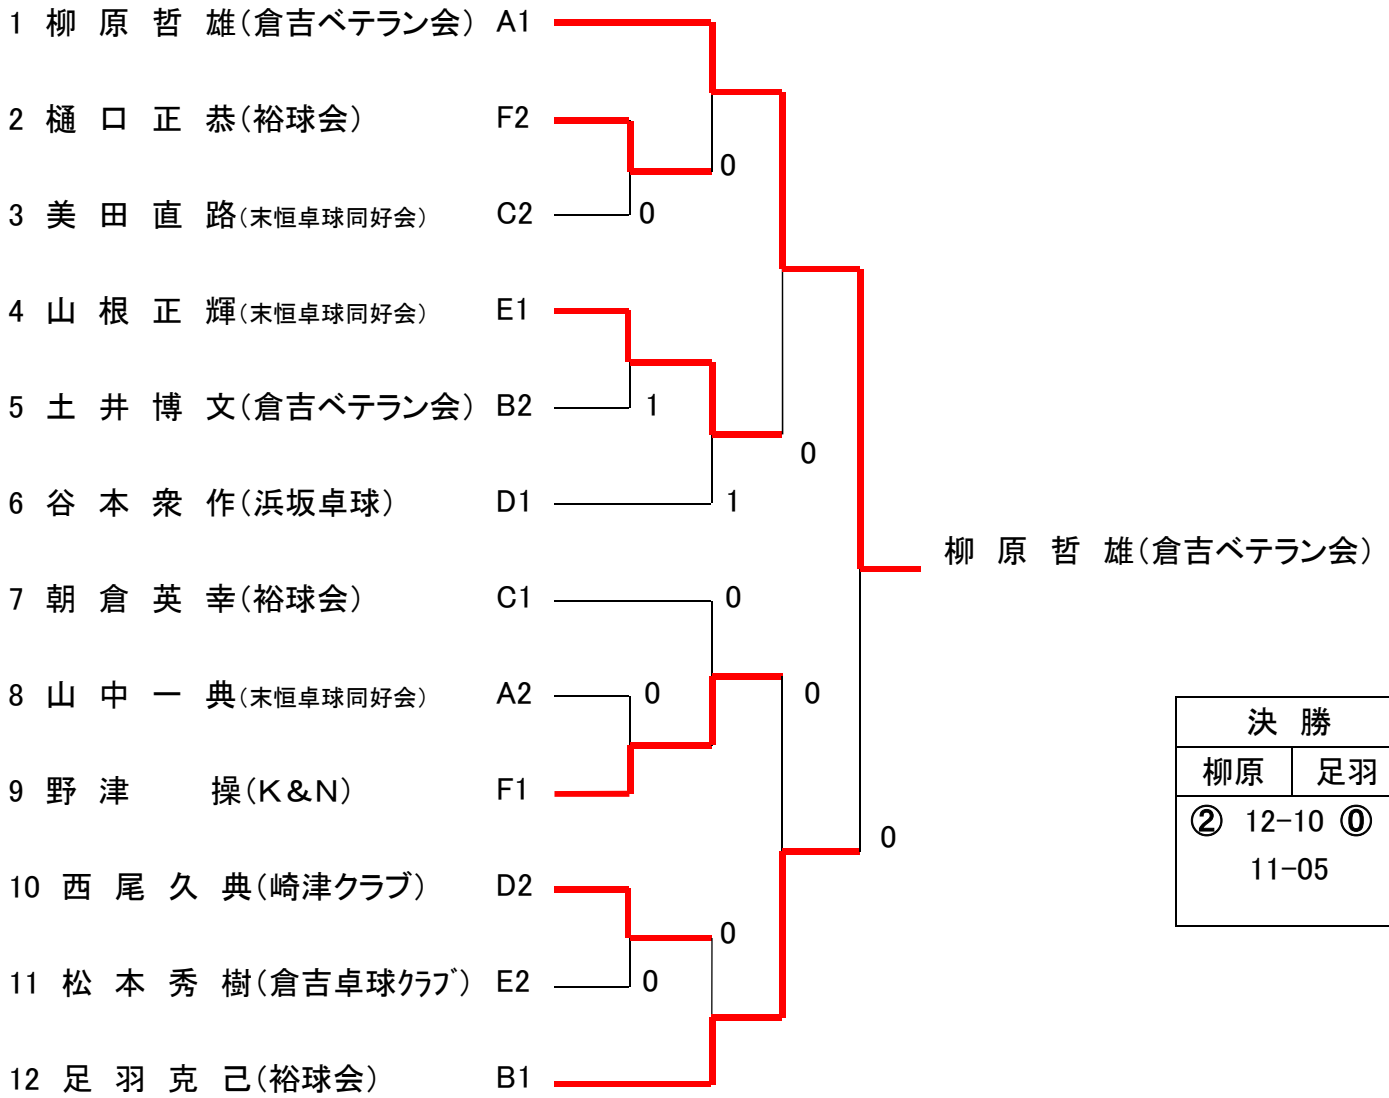 1 柳 原 哲 雄(倉吉ベテラン会) A1
2 樋 口 正 恭(裕球会) F2
0
3 美 田 直 路(末恒卓球同好会) C2 0
4 山 根 正 輝(末恒卓球同好会) E1
5 土 井 博 文(倉吉ベテラン会) B2 1
0
6 谷 本 衆 作(浜坂卓球) D1 1
柳 原 哲 雄(倉吉ベテラン会)
7 朝 倉 英 幸(裕球会) C1 0
8 山 中 一 典(末恒卓球同好会) A2 0 0
決 勝
柳原 足羽
9 野 津 操(K&N) F1
② 12-10 ⓪
0
11-05
10 西 尾 久 典(崎津クラブ) D2
0
11 松 本 秀 樹(倉吉卓球ｸﾗﾌﾞ) E2 0
12 足 羽 克 己(裕球会) B1